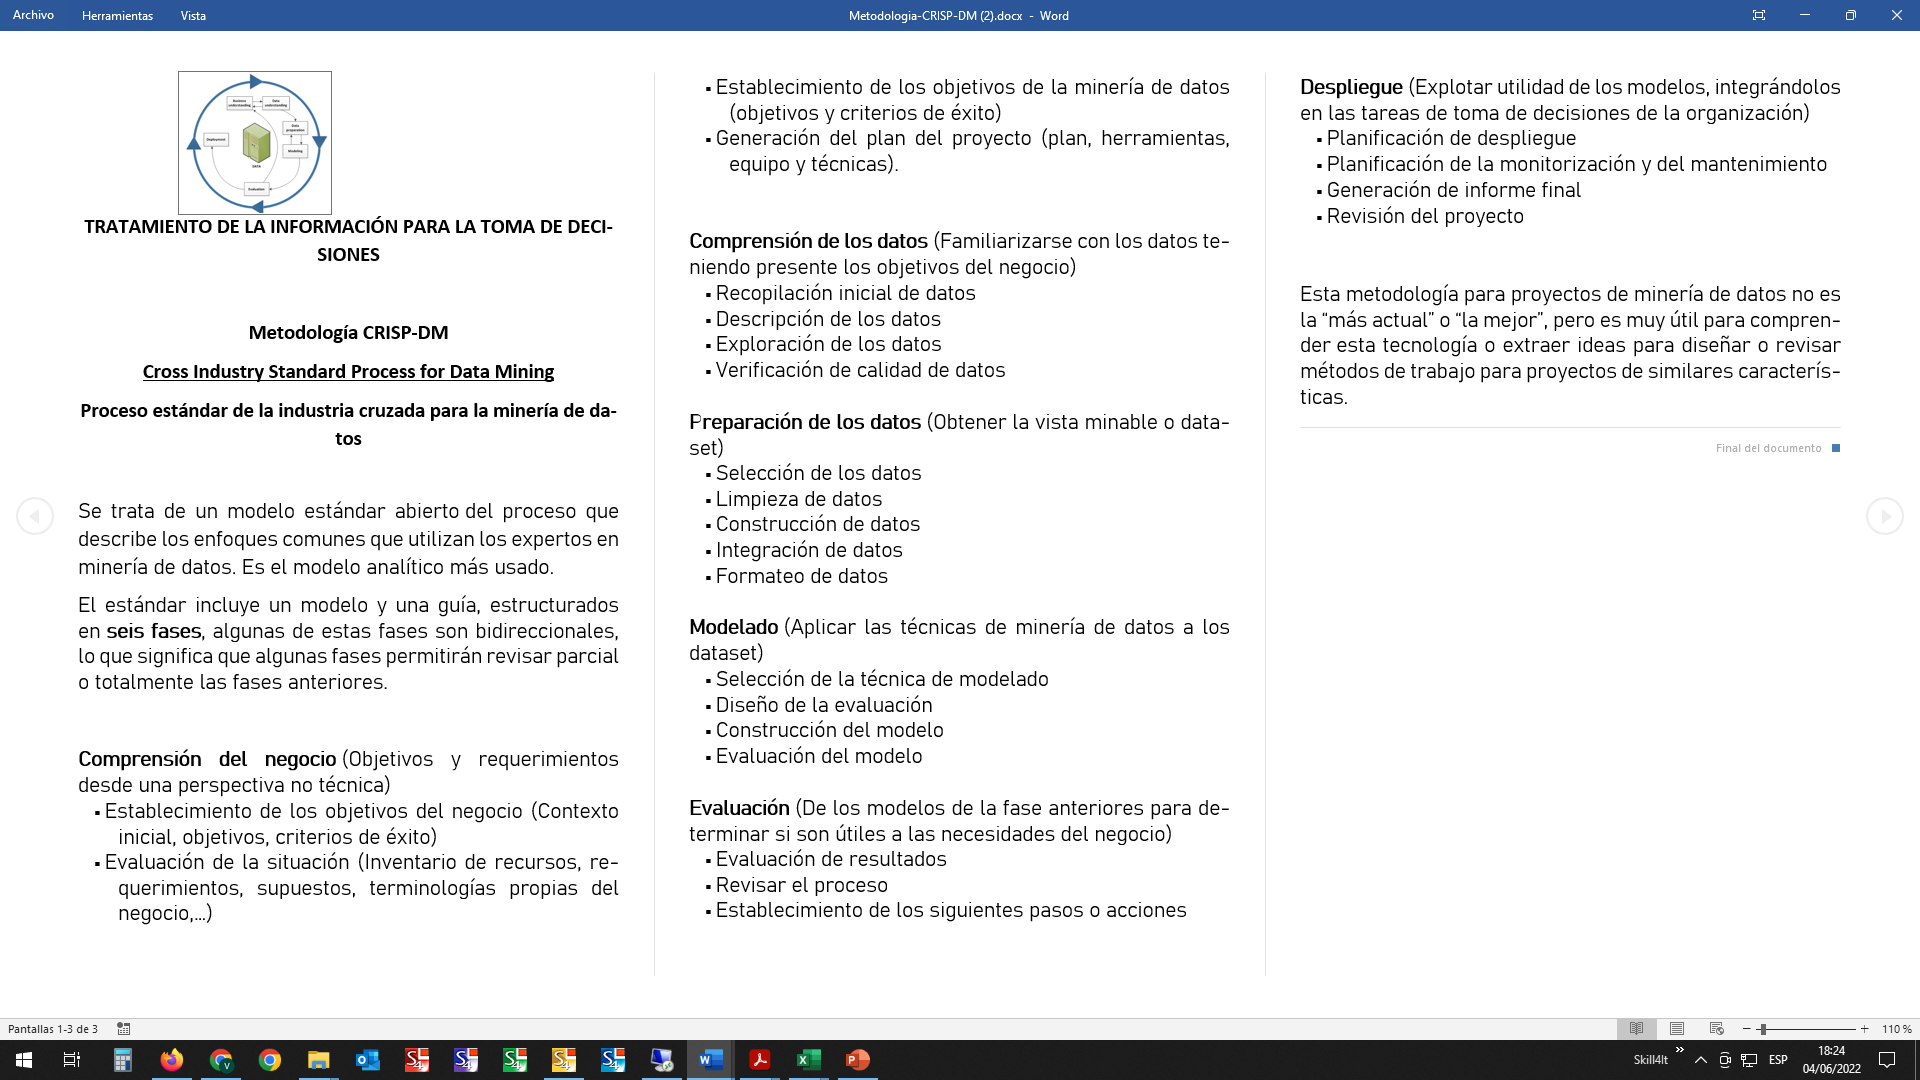 Archivo
Herramientas
Vista
Metodologia-CRISP-DM (2).docx - Word
Business understanding
Data understanding
Data preparation
Deployment
Modeling
DATA
Evaluation
TRATAMIENTO DE LA INFORMACIÓN PARA LA TOMA DE DECI-
SIONES
Metodología CRISP-DM
Cross Industry Standard Process for Data Mining
Proceso estándar de la industria cruzada para la minería de da-
tos
Se trata de un modelo estándar abierto del proceso que
describe los enfoques comunes que utilizan los expertos en
minería de datos. Es el modelo analítico más usado.
El estándar incluye un modelo y una guía, estructurados
en seis fases, algunas de estas fases son bidireccionales,
lo que significa que algunas fases permitirán revisar parcial
o totalmente las fases anteriores.
Comprensión del negocio (Objetivos y requerimientos
desde una perspectiva no técnica)
▪ Establecimiento de los objetivos del negocio (Contexto
inicial, objetivos, criterios de éxito)
▪ Evaluación de la situación (Inventario de recursos, re-
querimientos, supuestos, terminologías propias del
negocio,...)
▪ Establecimiento de los objetivos de la minería de datos
(objetivos y criterios de éxito)
▪ Generación del plan del proyecto (plan, herramientas,
equipo y técnicas).
Comprensión de los datos (Familiarizarse con los datos te-
niendo presente los objetivos del negocio)
▪ Recopilación inicial de datos
▪ Descripción de los datos
▪ Exploración de los datos
▪ Verificación de calidad de datos
Preparación de los datos (Obtener la vista minable o data-
set)
▪ Selección de los datos
▪ Limpieza de datos
▪ Construcción de datos
▪ Integración de datos
▪ Formateo de datos
Modelado (Aplicar las técnicas de minería de datos a los
dataset)
▪ Selección de la técnica de modelado
▪ Diseño de la evaluación
▪ Construcción del modelo
▪ Evaluación del modelo
Evaluación (De los modelos de la fase anteriores para de-
terminar si son útiles a las necesidades del negocio)
▪ Evaluación de resultados
▪ Revisar el proceso
▪ Establecimiento de los siguientes pasos o acciones
Despliegue (Explotar utilidad de los modelos, integrándolos
en las tareas de toma de decisiones de la organización)
▪ Planificación de despliegue
▪ Planificación de la monitorización y del mantenimiento
▪ Generación de informe final
▪ Revisión del proyecto
Esta metodología para proyectos de minería de datos no es
la “más actual” o “la mejor”, pero es muy útil para compren-
der esta tecnología o extraer ideas para diseñar o revisar
métodos de trabajo para proyectos de similares caracterís-
ticas.
Final del documento
Pantallas 1-3 de 3
110 %
Skill4It
ESP
18:24
04/06/2022